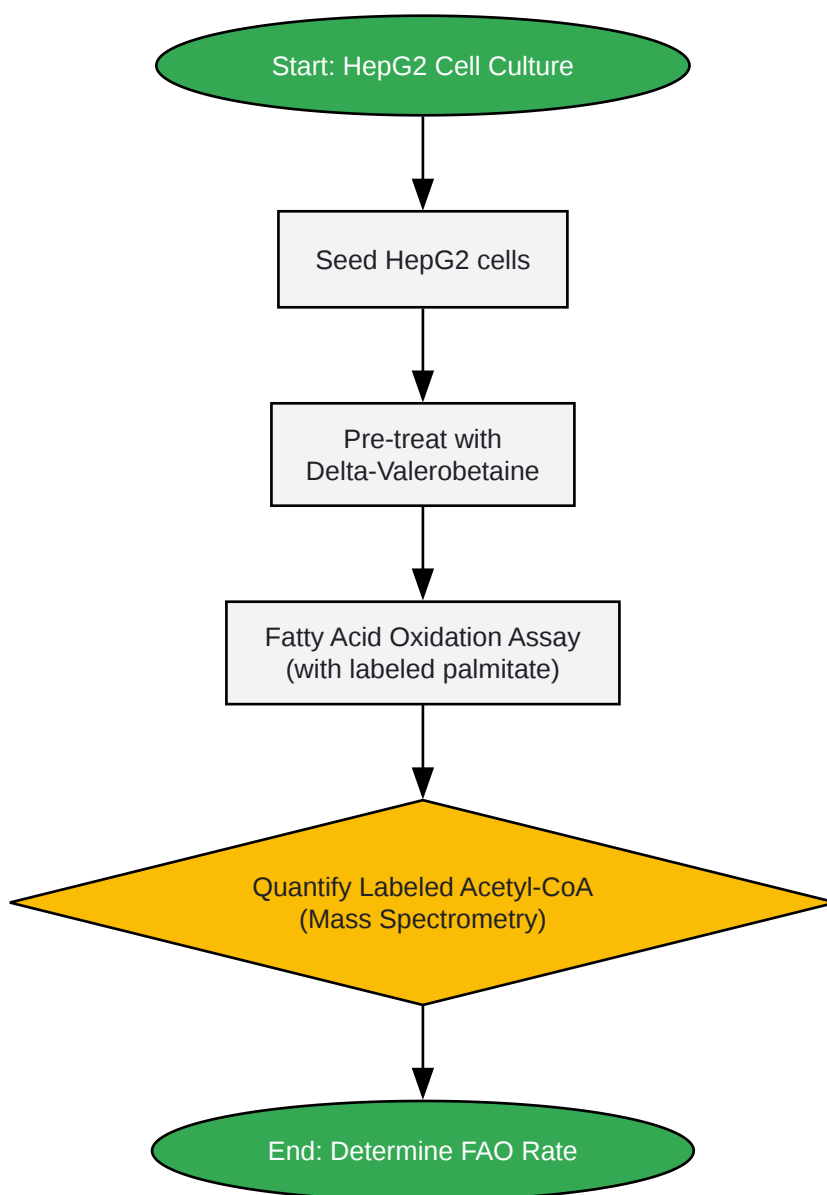 Start: HepG2 Cell Culture
Seed HepG2 cells
Pre-treat with
Delta-Valerobetaine
Fatty Acid Oxidation Assay
(with labeled palmitate)
Quantify Labeled Acetyl-CoA
(Mass Spectrometry)
End: Determine FAO Rate